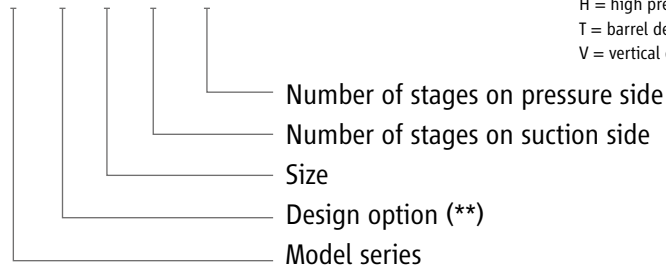 H = high pre
T = barrel de
V = vertical
Number of stages on pressure side
Number of stages on suction side
Size
Design option (**)
Model series